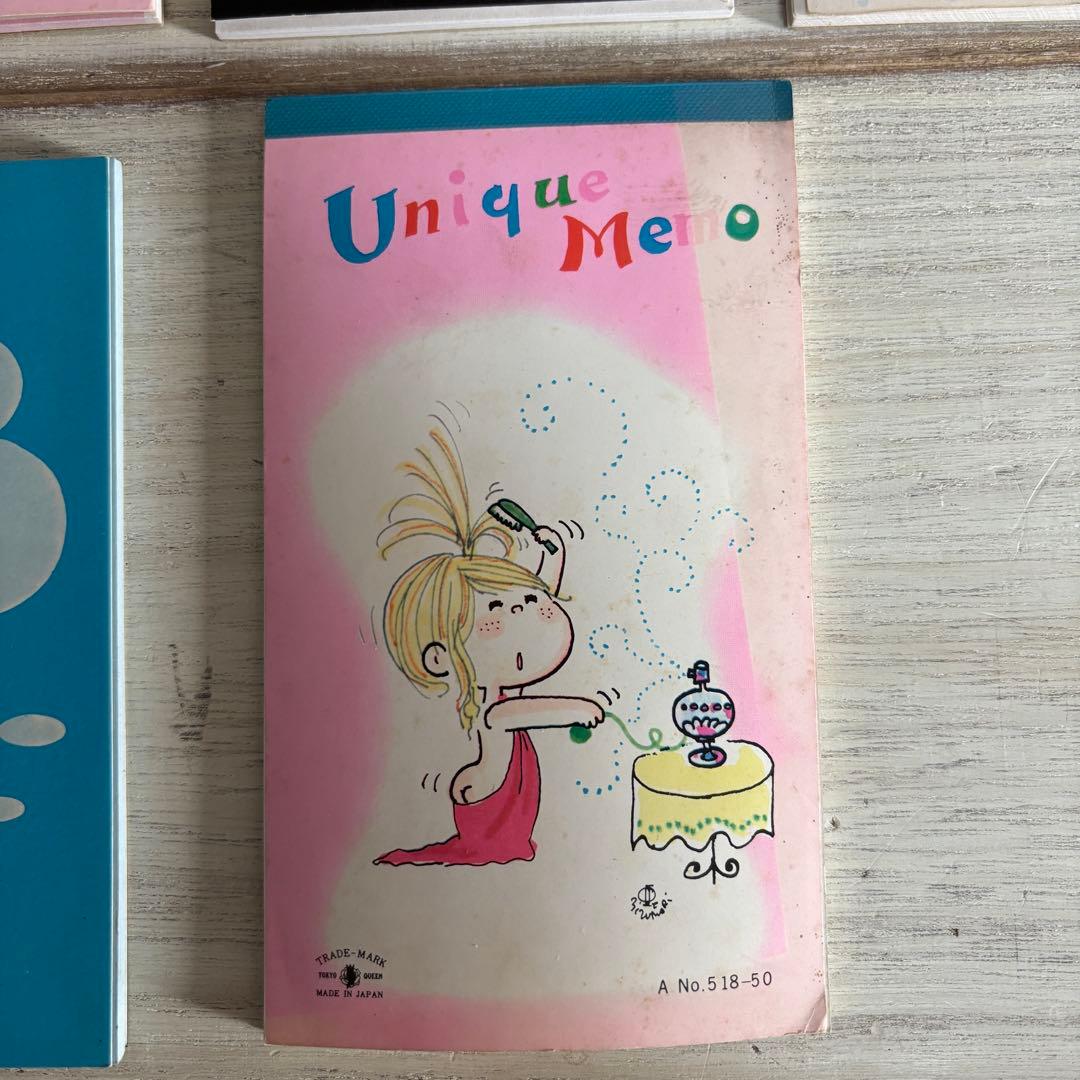 Unique
Memo
TRADE-MARK
TOKYO QUEEN
MADE IN JAPAN
A No.518-50